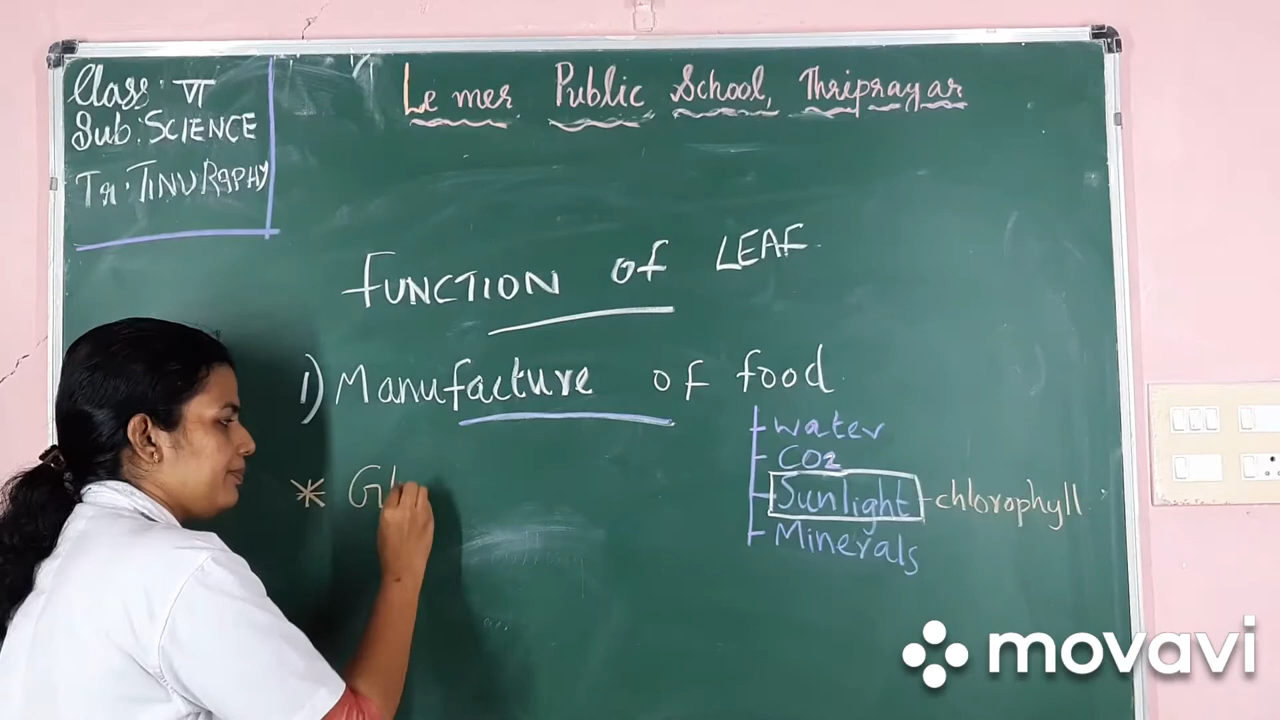 Class: VI
Sub: SCIENCE
Tr: TINU RAPHY
Le mer Public School, Thriprayar
FUNCTION of LEAF
1) Manufacture of food
water
CO2
Sunlight - chlorophyll
Minerals
* Gl
movavi